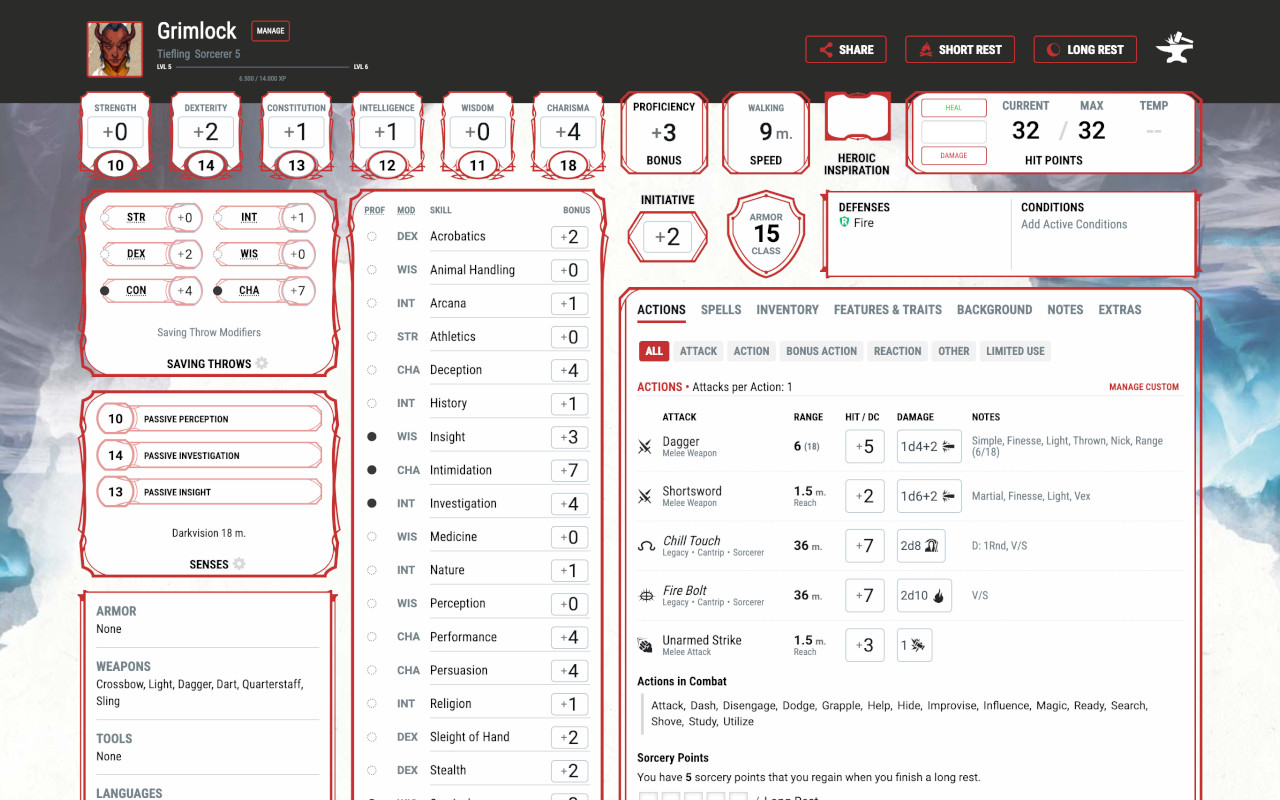 Grimlock
MANAGE
Tiefling Sorcerer 5
LVL 5
LVL 6
6.900 / 14.000 XP
SHARE
SHORT REST
LONG REST
STRENGTH
+0
10
DEXTERITY
+2
14
CONSTITUTION
+1
13
INTELLIGENCE
+1
12
WISDOM
+0
11
CHARISMA
+4
18
PROFICIENCY
+3
BONUS
WALKING
9 m.
SPEED
HEROIC
INSPIRATION
HEAL
DAMAGE
CURRENT MAX TEMP
32 / 32 --
HIT POINTS
STR +0 INT +1
DEX +2 WIS +0
CON +4 CHA +7
Saving Throw Modifiers
SAVING THROWS
10 PASSIVE PERCEPTION
14 PASSIVE INVESTIGATION
13 PASSIVE INSIGHT
Darkvision 18 m.
SENSES
ARMOR
None
WEAPONS
Crossbow, Light, Dagger, Dart, Quarterstaff,
Sling
TOOLS
None
LANGUAGES
PROF MOD SKILL BONUS
DEX Acrobatics +2
WIS Animal Handling +0
INT Arcana +1
STR Athletics +0
CHA Deception +4
INT History +1
WIS Insight +3
CHA Intimidation +7
INT Investigation +4
WIS Medicine +0
INT Nature +1
WIS Perception +0
CHA Performance +4
CHA Persuasion +4
INT Religion +1
DEX Sleight of Hand +2
DEX Stealth +2
INITIATIVE
+2
ARMOR
15
CLASS
DEFENSES
Fire
CONDITIONS
Add Active Conditions
ACTIONS SPELLS INVENTORY FEATURES & TRAITS BACKGROUND NOTES EXTRAS
ALL ATTACK ACTION BONUS ACTION REACTION OTHER LIMITED USE
ACTIONS • Attacks per Action: 1 MANAGE CUSTOM
ATTACK RANGE HIT / DC DAMAGE NOTES
Dagger
Melee Weapon
6 (18) +5 1d4+2
Simple, Finesse, Light, Thrown, Nick, Range
(6/18)
Shortsword
Melee Weapon
1.5 m.
Reach
+2 1d6+2 Martial, Finesse, Light, Vex
Chill Touch
Legacy • Cantrip • Sorcerer
36 m. +7 2d8 D: 1Rnd, V/S
Fire Bolt
Legacy • Cantrip • Sorcerer
36 m. +7 2d10 V/S
Unarmed Strike
Melee Attack
1.5 m.
Reach
+3 1
Actions in Combat
Attack, Dash, Disengage, Dodge, Grapple, Help, Hide, Improvise, Influence, Magic, Ready, Search,
Shove, Study, Utilize
Sorcery Points
You have 5 sorcery points that you regain when you finish a long rest.